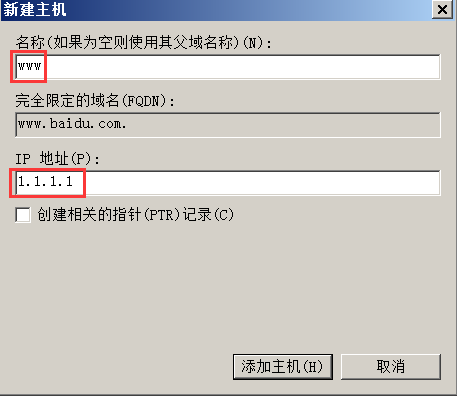 新建主机
名称(如果为空则使用其父域名称)(N):
www
完全限定的域名(FQDN):
www.baidu.com.
IP 地址(P):
1.1.1.1
创建相关的指针(PTR)记录(C)
添加主机(H) 取消